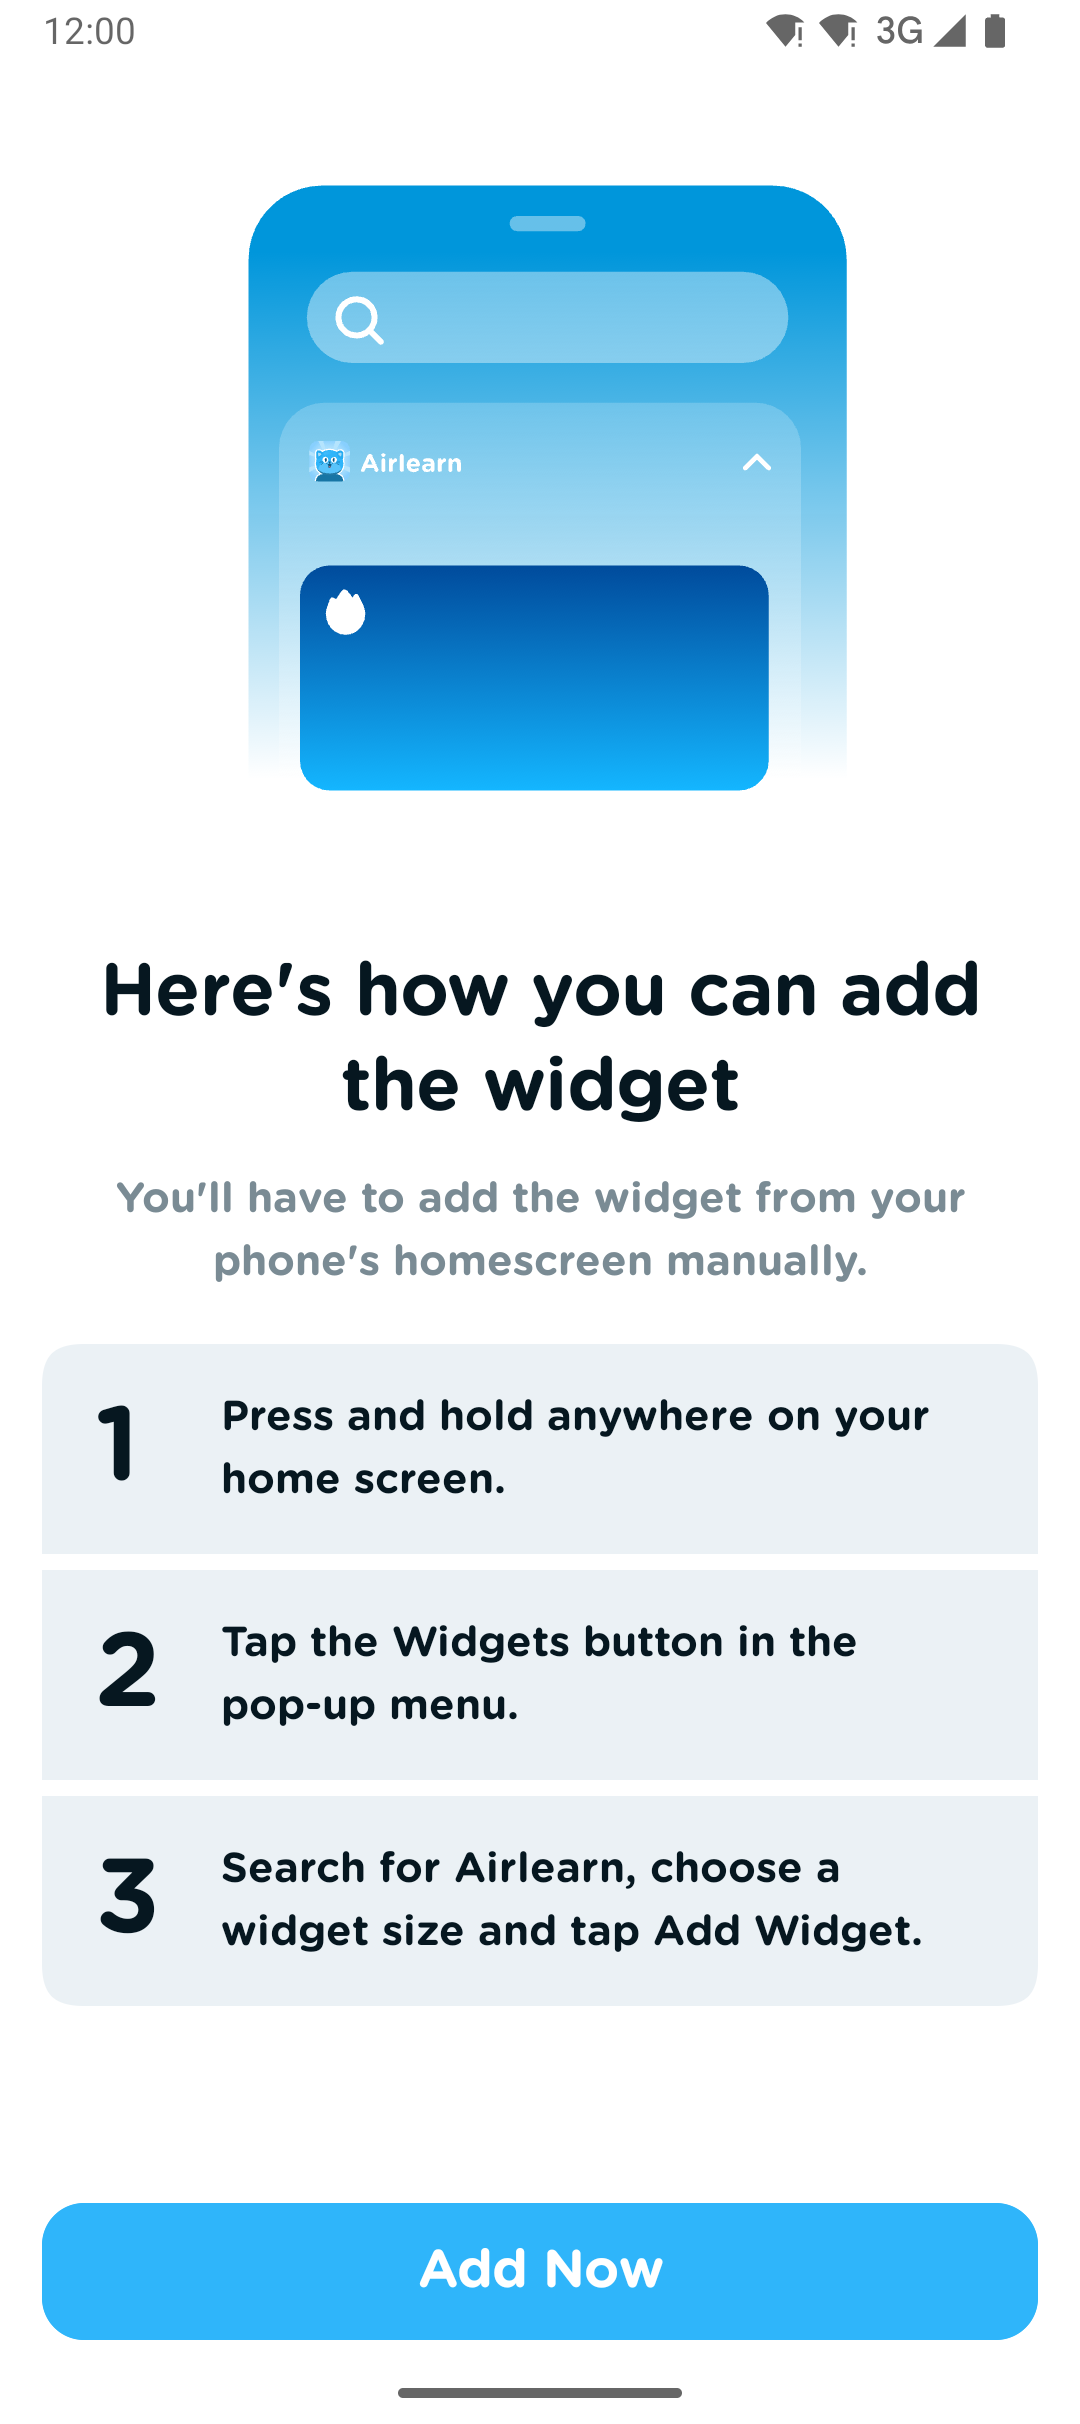 12:00
3G
Airlearn
Here's how you can add
the widget
You'll have to add the widget from your
phone's homescreen manually.
1
Press and hold anywhere on your
home screen.
2
Tap the Widgets button in the
pop-up menu.
3
Search for Airlearn, choose a
widget size and tap Add Widget.
Add Now